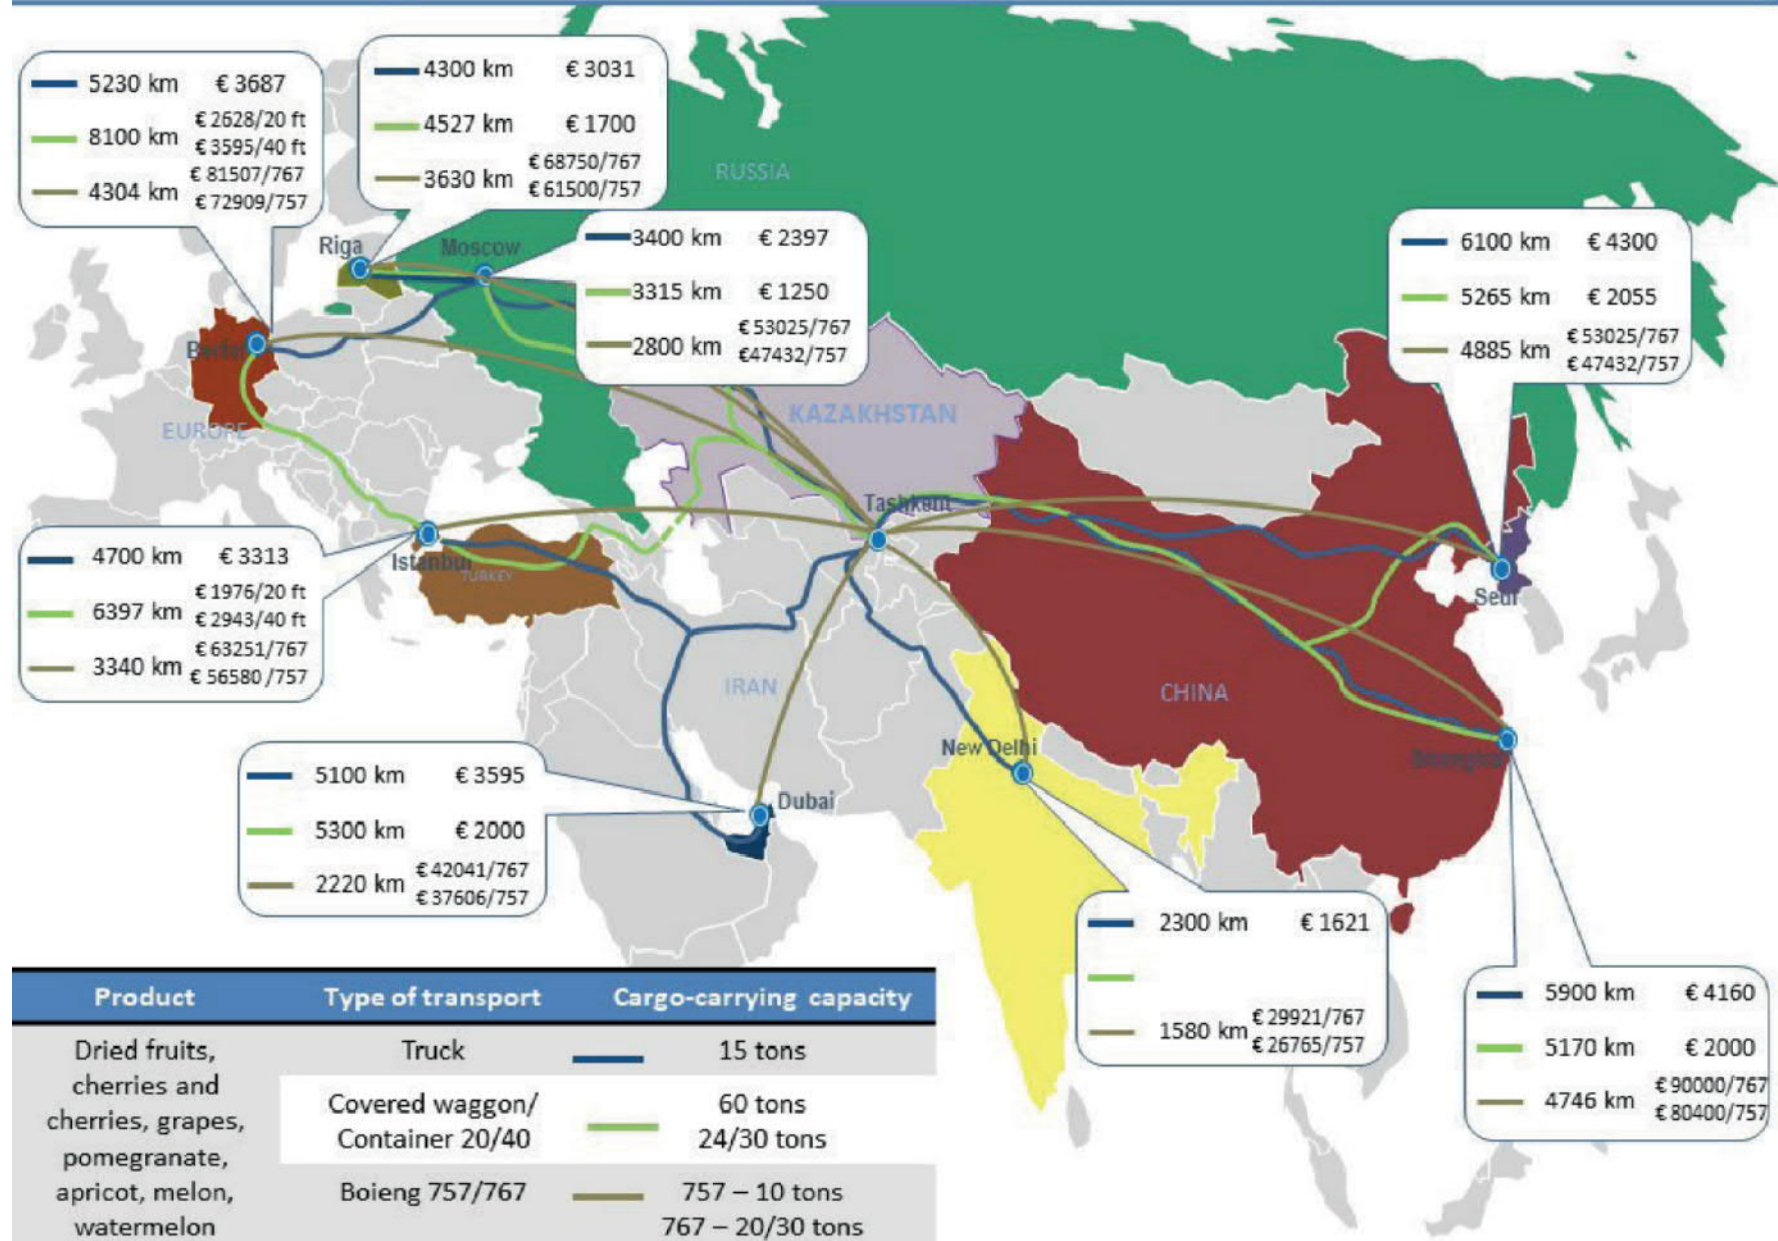 5230 km € 3687
€ 2628/20 ft
8100 km
€ 3595/40 ft
€ 81507/767
4304 km
€ 72909/757
4300 km € 3031
4527 km € 1700
€ 68750/767
3630 km
€ 61500/757
RUSSIA
Riga
Moscow
3400 km € 2397
3315 km € 1250
€ 53025/767
2800 km
€47432/757
6100 km € 4300
5265 km € 2055
€ 53025/767
4885 km
€ 47432/757
EUROPE
KAZAKHSTAN
Tashkent
4700 km € 3313
€ 1976/20 ft
6397 km
€ 2943/40 ft
€ 63251/767
3340 km
€ 56580 /757
Istanbul
TURKEY
Seul
IRAN
CHINA
New Delhi
Dubai
5100 km € 3595
5300 km € 2000
€ 42041/767
2220 km
€ 37606/757
2300 km € 1621
€ 29921/767
1580 km
€ 26765/757
5900 km € 4160
5170 km € 2000
€ 90000/767
4746 km
€ 80400/757
Product Type of transport Cargo-carrying capacity
Dried fruits,
cherries and
cherries, grapes,
pomegranate,
apricot, melon,
watermelon
Truck 15 tons
Covered waggon/ 60 tons
Container 20/40 24/30 tons
Boieng 757/767 757 – 10 tons
767 – 20/30 tons